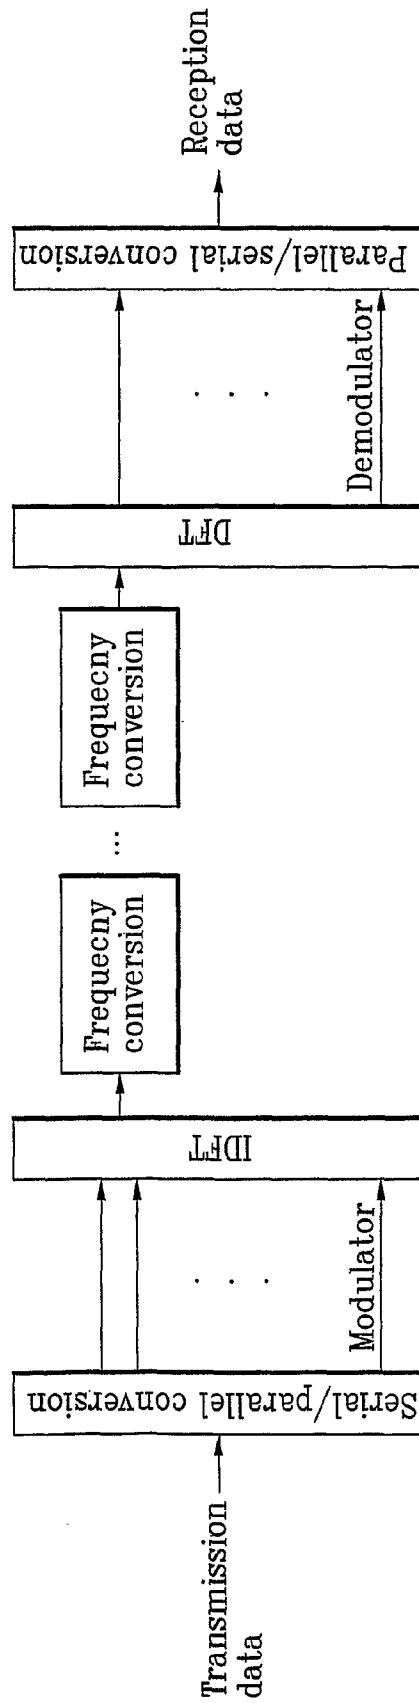 Transmission
data
Serial/parallel conversion
Modulator
. . .
IDFT
Frequecny
conversion
...
Frequecny
conversion
DFT
Demodulator
. . .
Parallel/serial conversion
Reception
data